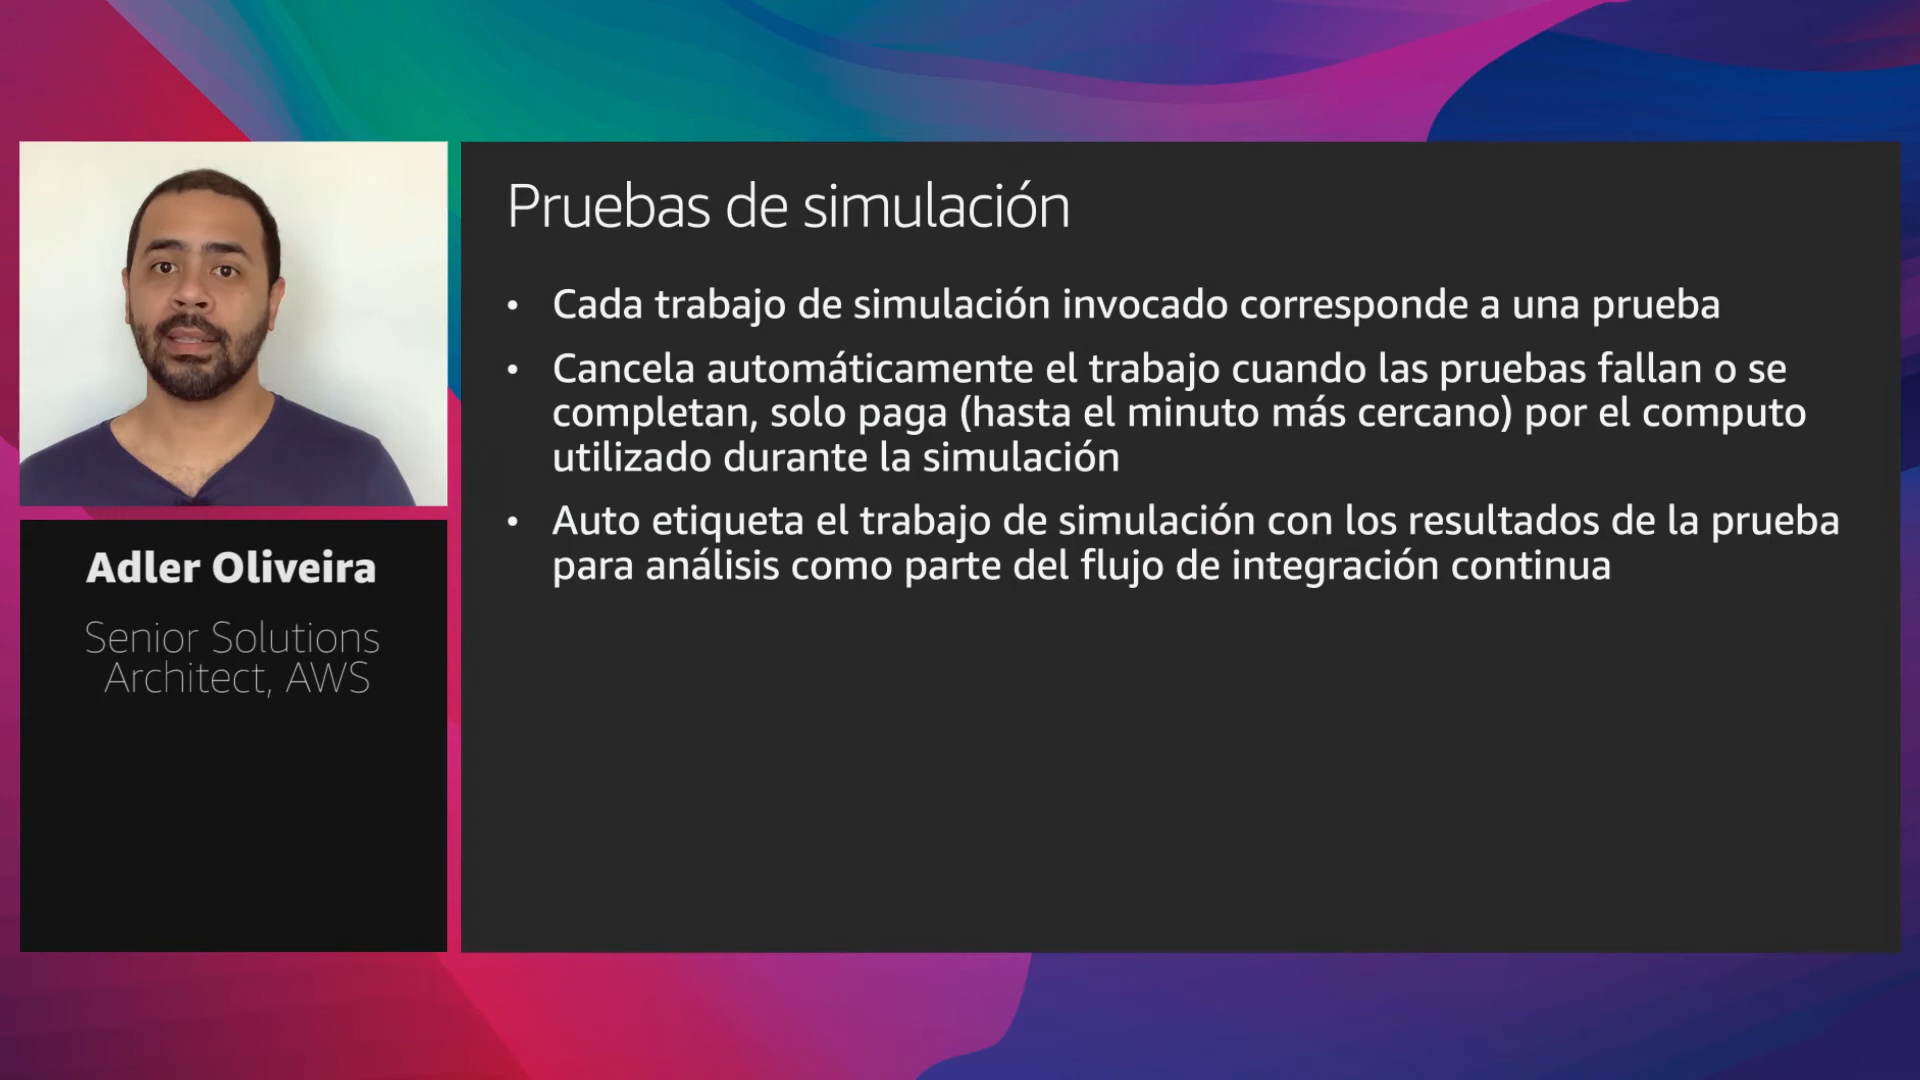 Adler Oliveira
Senior Solutions
Architect, AWS
Pruebas de simulación
• Cada trabajo de simulación invocado corresponde a una prueba
• Cancela automáticamente el trabajo cuando las pruebas fallan o se
completan, solo paga (hasta el minuto más cercano) por el computo
utilizado durante la simulación
• Auto etiqueta el trabajo de simulación con los resultados de la prueba
para análisis como parte del flujo de integración continua